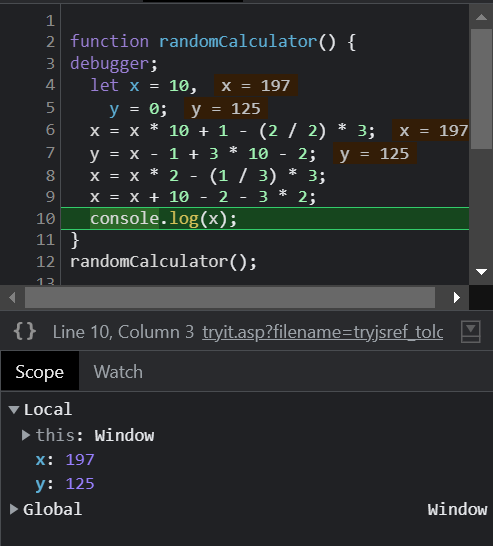 1
2 function randomCalculator() {
3 debugger;
4 let x = 10, x = 197
5 y = 0; y = 125
6 x = x * 10 + 1 - (2 / 2) * 3; x = 197
7 y = x - 1 + 3 * 10 - 2; y = 125
8 x = x * 2 - (1 / 3) * 3;
9 x = x + 10 - 2 - 3 * 2;
10 console.log(x);
11 }
12 randomCalculator();
13
{} Line 10, Column 3 tryit.asp?filename=tryjsref_tolc
Scope Watch
Local
this: Window
x: 197
y: 125
Global Window